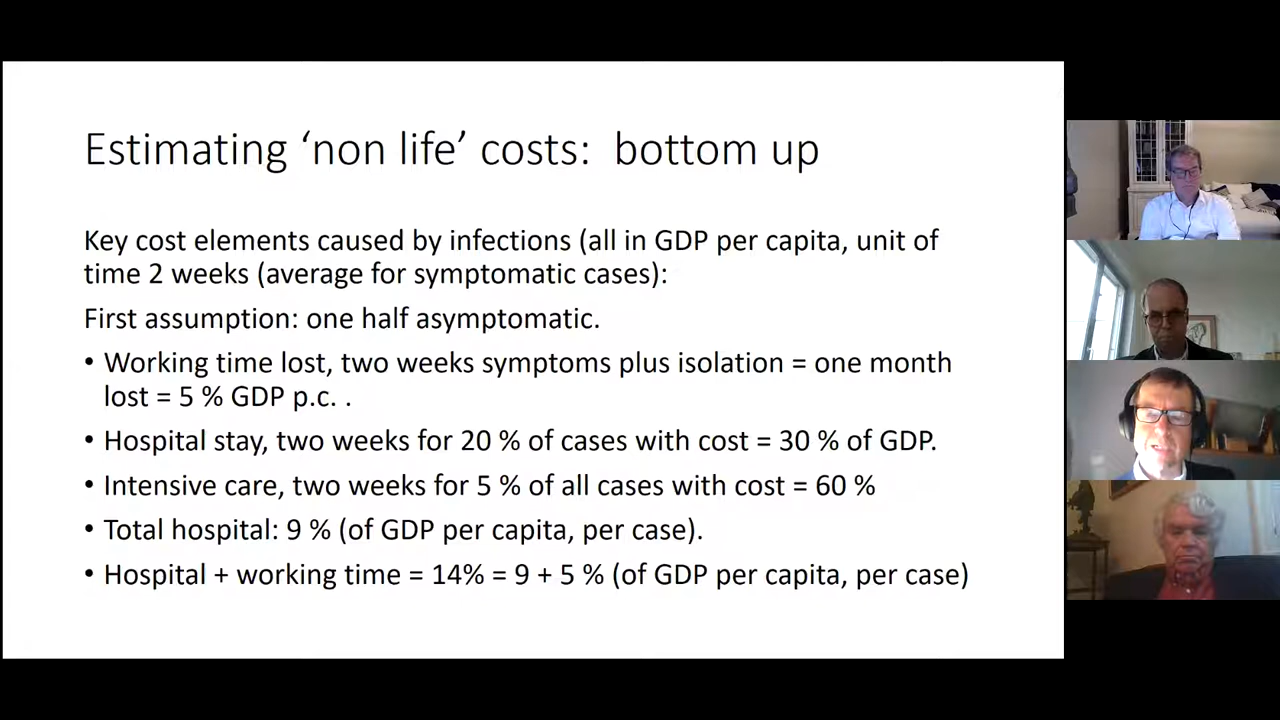 Estimating ‘non life’ costs:  bottom up
Key cost elements caused by infections (all in GDP per capita, unit of
time 2 weeks (average for symptomatic cases):
First assumption: one half asymptomatic.
• Working time lost, two weeks symptoms plus isolation = one month
lost = 5 % GDP p.c. .
• Hospital stay, two weeks for 20 % of cases with cost = 30 % of GDP.
• Intensive care, two weeks for 5 % of all cases with cost = 60 %
• Total hospital: 9 % (of GDP per capita, per case).
• Hospital + working time = 14% = 9 + 5 % (of GDP per capita, per case)